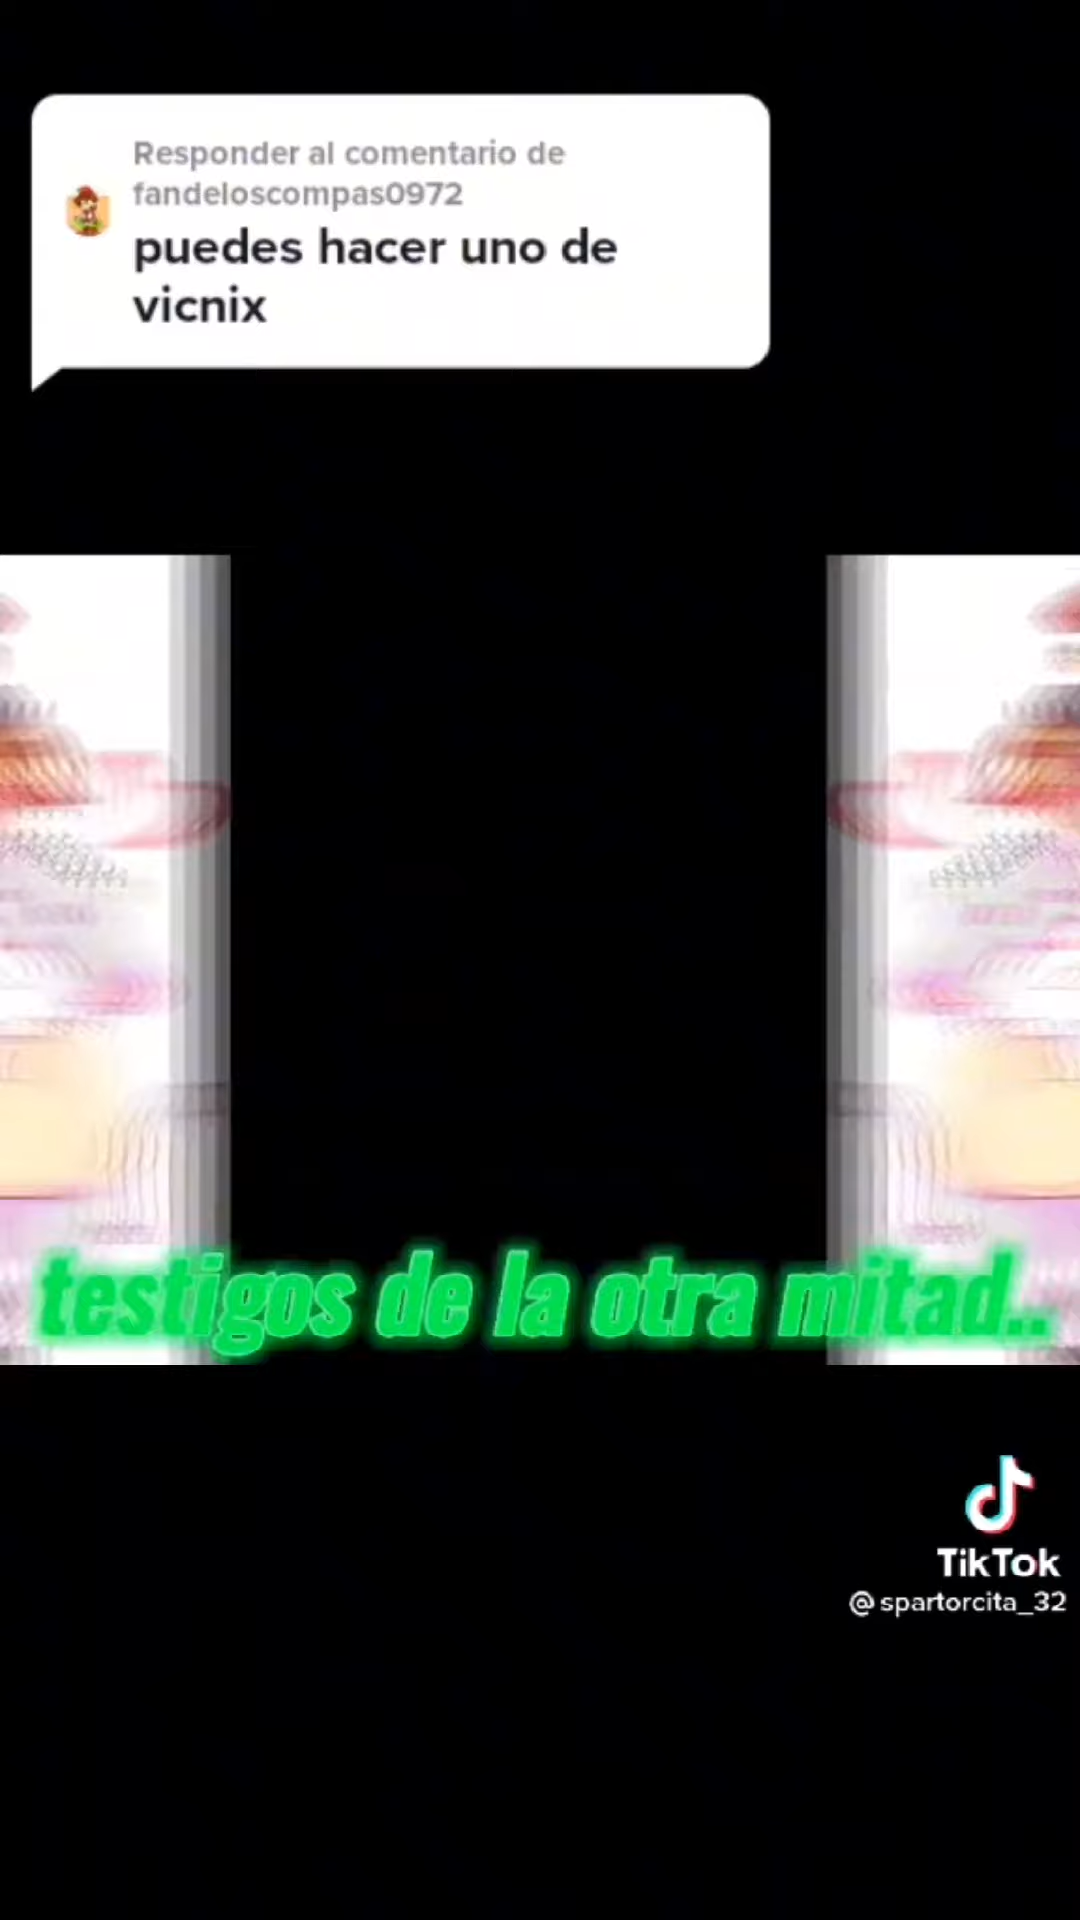 Responder al comentario de
fandeloscompas0972
puedes hacer uno de
vicnix
testigos de la otra mitad..
TikTok
@spartorcita_32